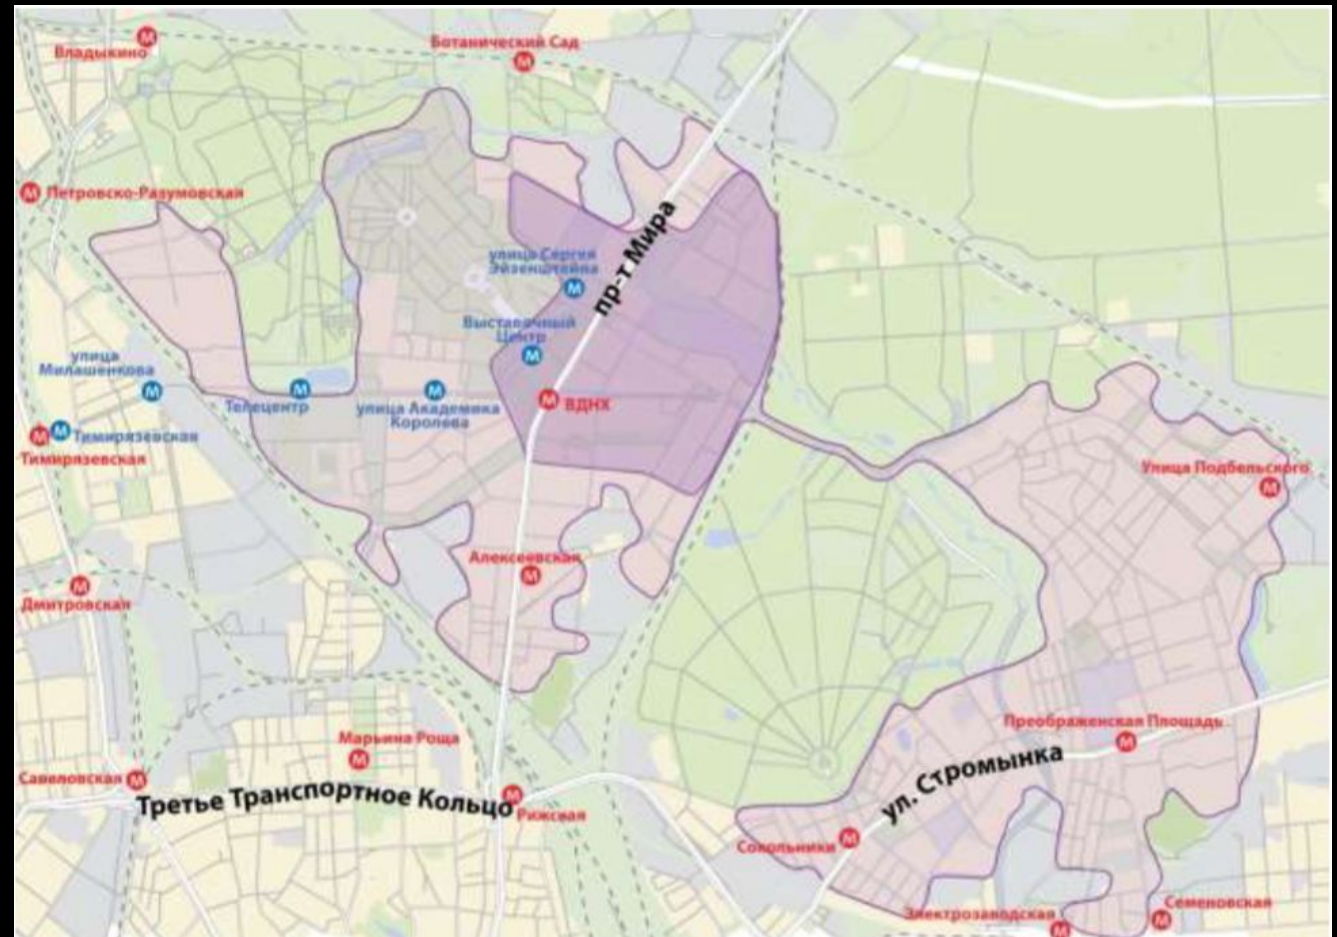 Владыкино
Ботанический Сад
Петровско-Разумовская
пр-т Мира
улица Сергея
Эйзенштейна
Выставочный
Центр
улица
Милашенкова
Телецентр
улица Академика
Королева
ВДНХ
Тимирязевская
Тимирязевская
Улица Подбельского
Алексеевская
Дмитровская
Преображенская Площадь
Марьина Роща
ул. Стромынка
Савеловская
Третье Транспортное Кольцо
Рижская
Сокольники
Электрозаводская
Семеновская